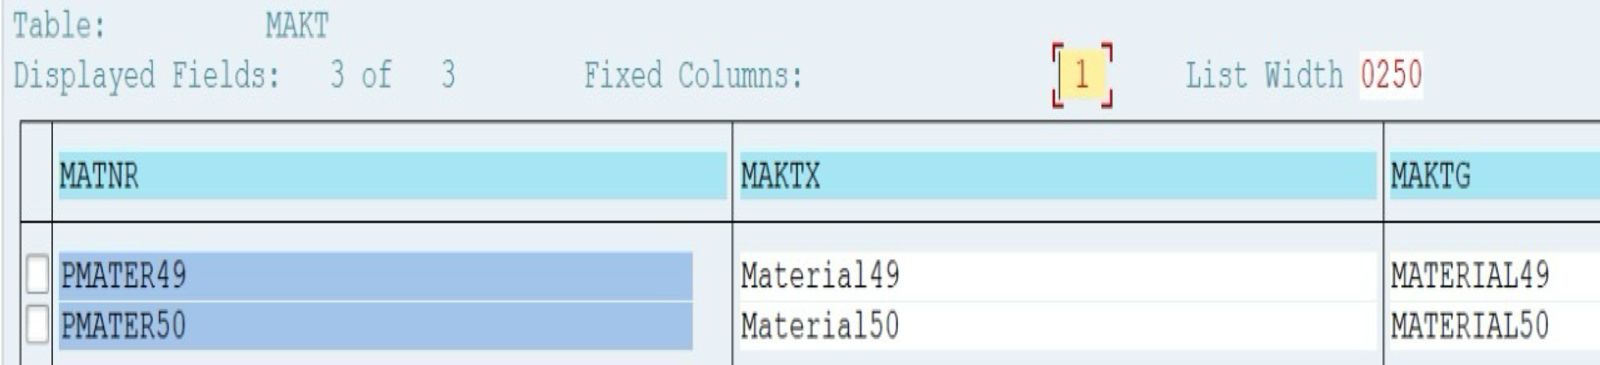 Table: MAKT
Displayed Fields: 3 of 3 Fixed Columns: 1 List Width 0250
MATNR MAKTX MAKTG
PMATER49 Material49 MATERIAL49
PMATER50 Material50 MATERIAL50